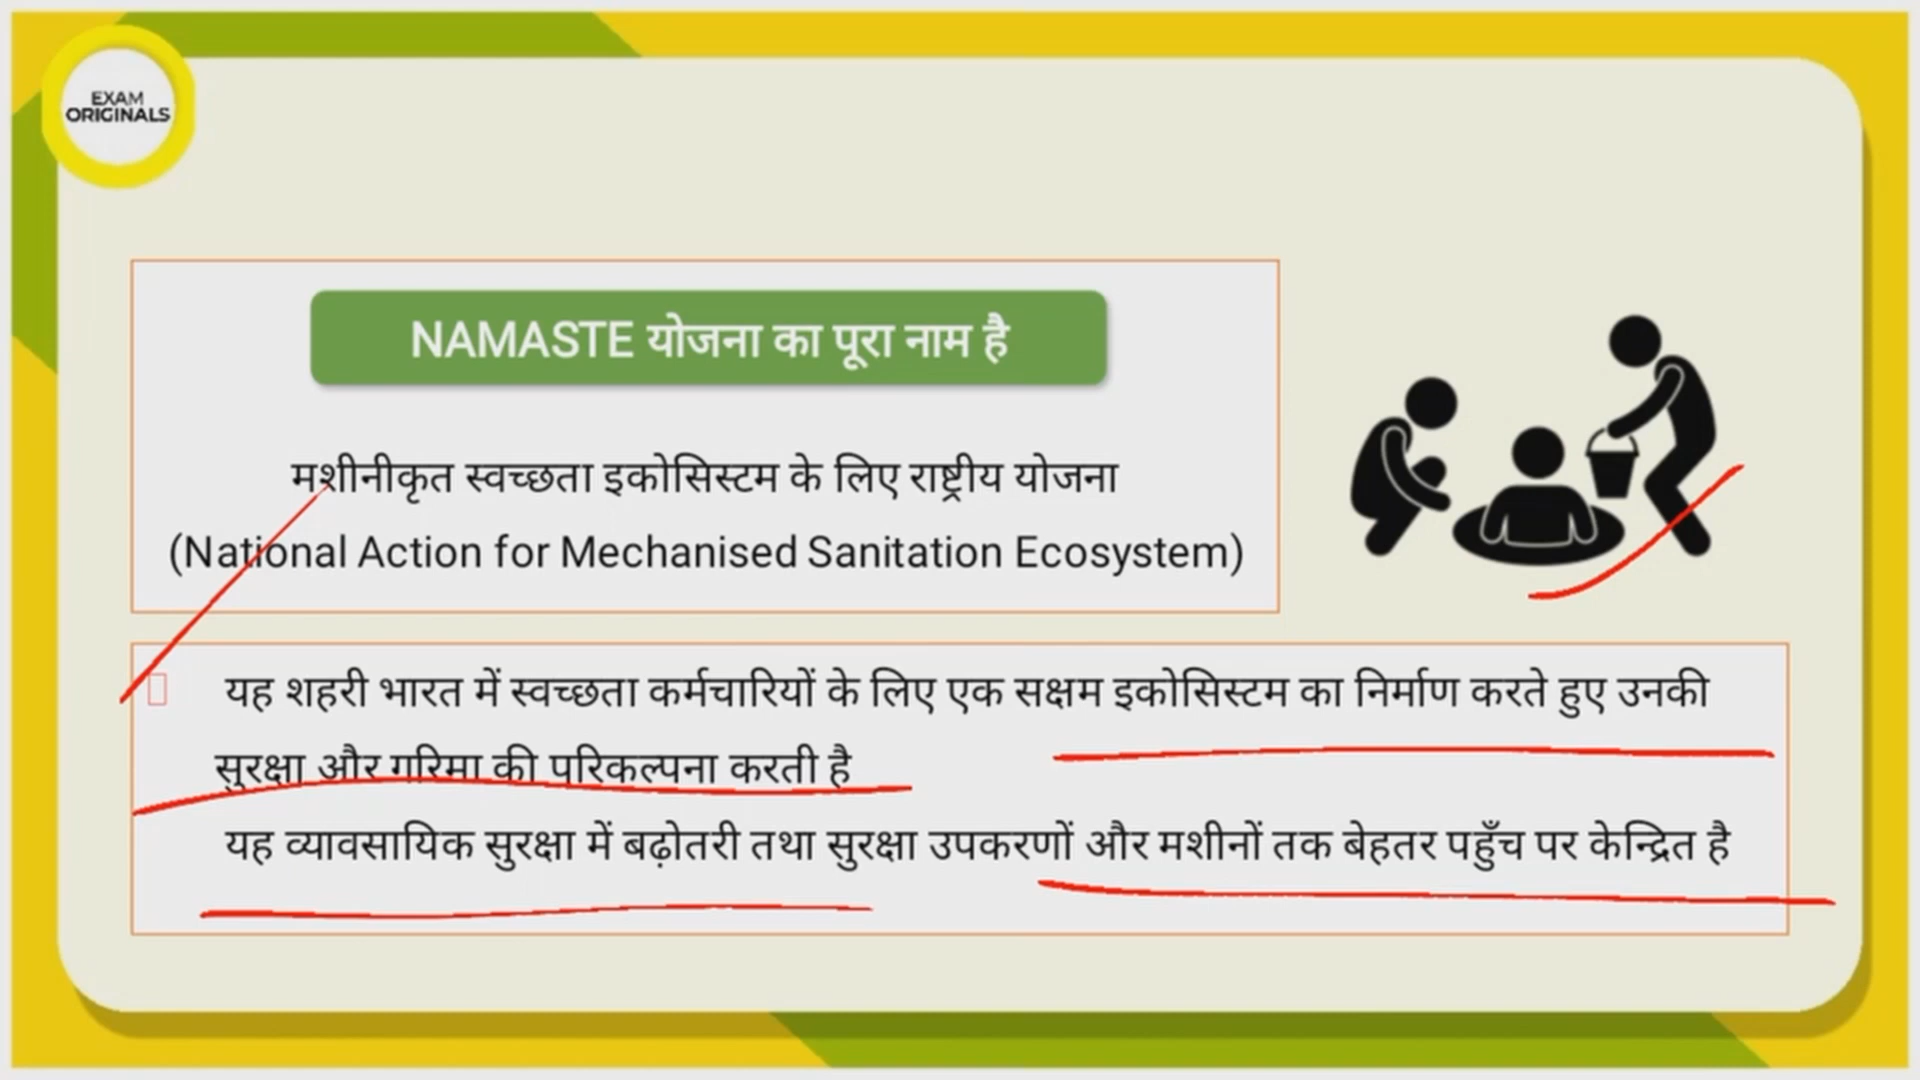 EXAM
ORIGINALS
NAMASTE योजना का पूरा नाम है
मशीनीकृत स्वच्छता इकोसिस्टम के लिए राष्ट्रीय योजना
(National Action for Mechanised Sanitation Ecosystem)
यह शहरी भारत में स्वच्छता कर्मचारियों के लिए एक सक्षम इकोसिस्टम का निर्माण करते हुए उनकी
सुरक्षा और गरिमा की परिकल्पना करती है
यह व्यावसायिक सुरक्षा में बढ़ोतरी तथा सुरक्षा उपकरणों और मशीनों तक बेहतर पहुँच पर केन्द्रित है